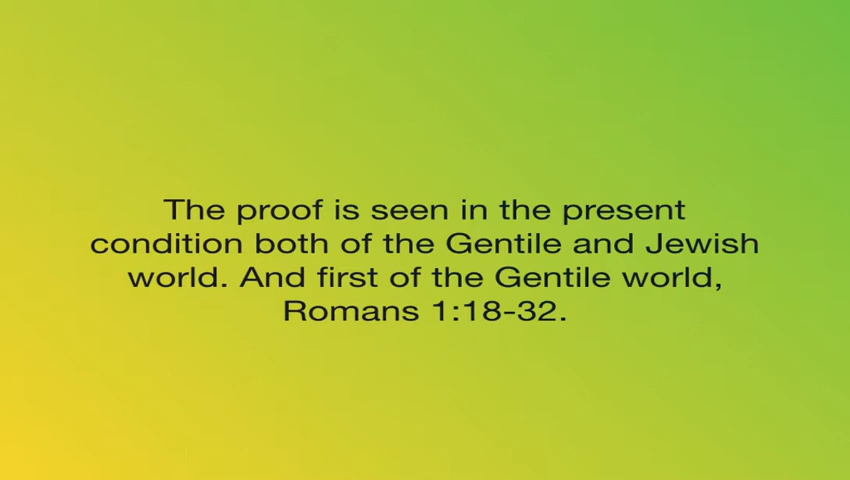 The proof is seen in the present
condition both of the Gentile and Jewish
world. And first of the Gentile world,
Romans 1:18-32.